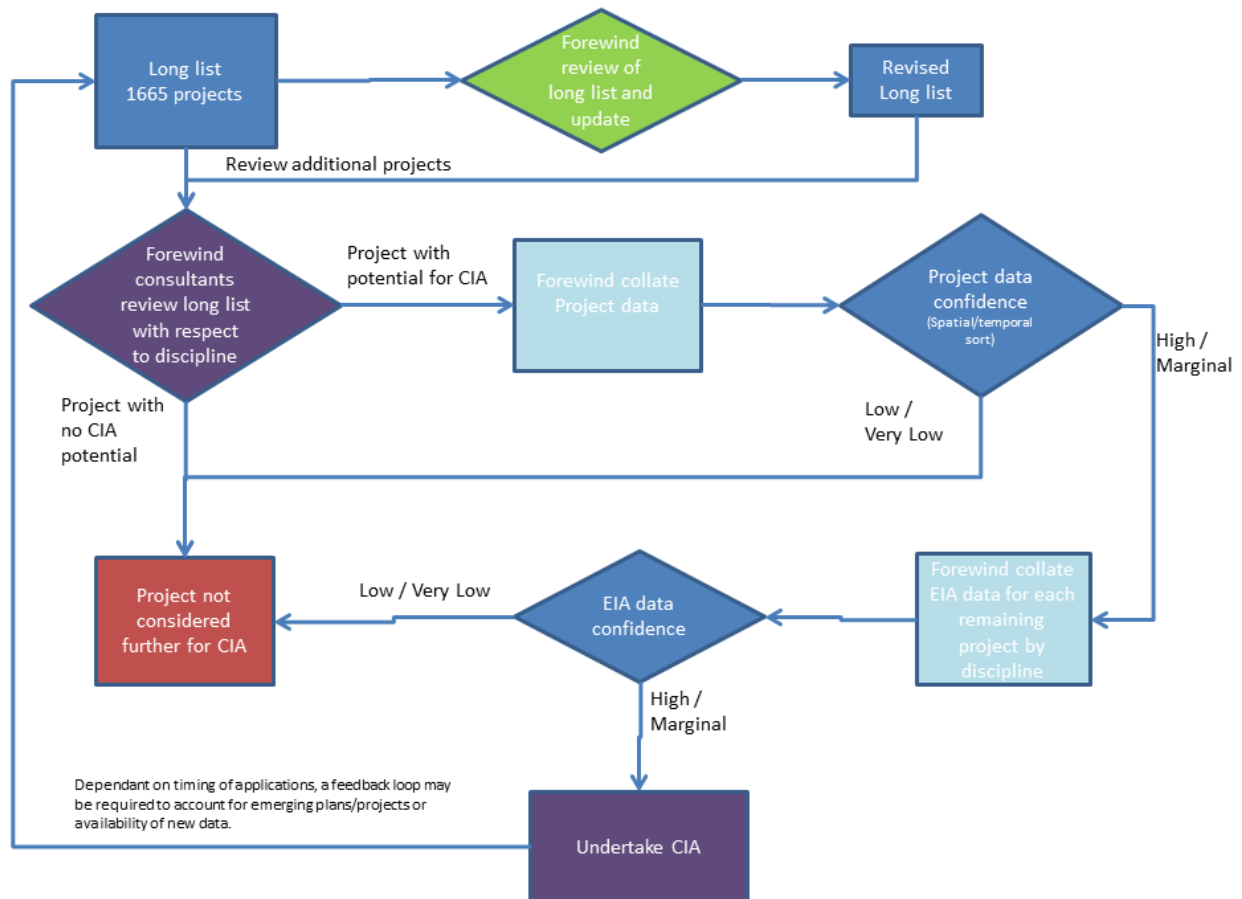 Long list
1665 projects
Forewind
review of
long list and
update
Revised
Long list
Review additional projects
Forewind
consultants
review long list
with respect
to discipline
Project with
potential for CIA
Forewind collate
Project data
Project data
confidence
(Spatial/temporal
sort)
High /
Marginal
Project with
no CIA
potential
Low /
Very Low
Project not
considered
further for CIA
Low / Very Low
EIA data
confidence
Forewind collate
EIA data for each
remaining
project by
discipline
High /
Marginal
Dependant on timing of applications, a feedback loop may
be required to account for emerging plans/projects or
availability of new data.
Undertake CIA